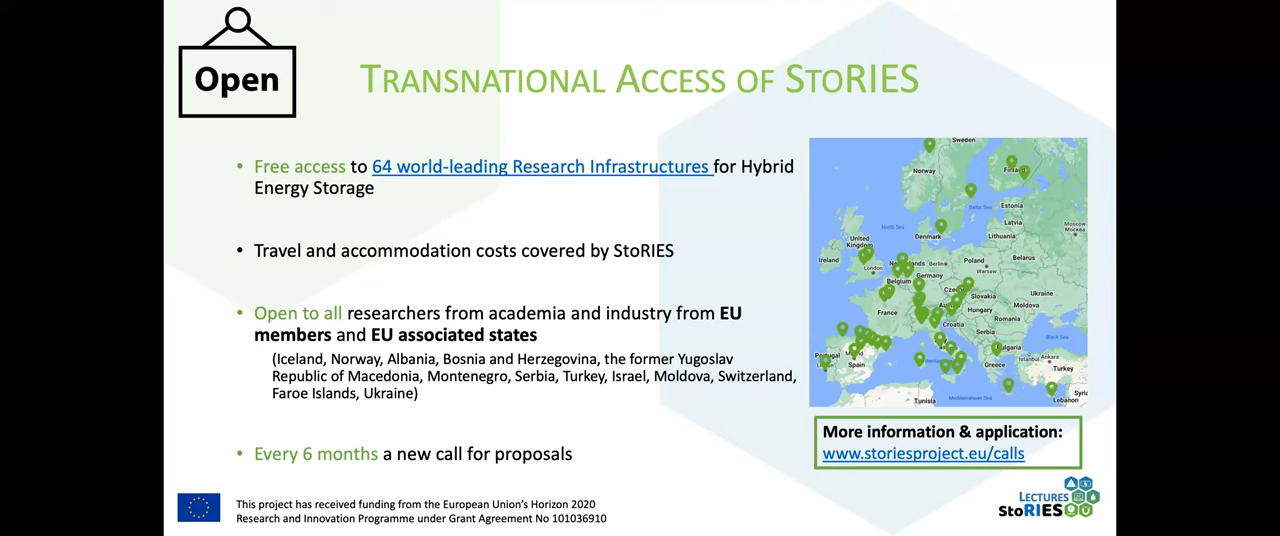 Open
TRANSNATIONAL ACCESS OF STORIES
• Free access to 64 world-leading Research Infrastructures for Hybrid
Energy Storage
• Travel and accommodation costs covered by StoRIES
• Open to all researchers from academia and industry from EU
members and EU associated states
(Iceland, Norway, Albania, Bosnia and Herzegovina, the former Yugoslav
Republic of Macedonia, Montenegro, Serbia, Turkey, Israel, Moldova, Switzerland,
Faroe Islands, Ukraine)
• Every 6 months a new call for proposals
Sweden
Norway
Baltic Sea
Estonia
Latvia
Moscow
Москва
North Sea
Denmark
Lithuania
United
Kingdom
Ireland
Berlin
Poland
Belarus
London
Warsaw
Germany
Belgium
Ukraine
Slovakia
France
Hungary
Moldova
Romania
Croatia
Serbia
Black Sea
Portugal
Spain
Istanbul
Ankara
Greece
Turkey
Tunisia
Mediterranean Sea
Lebanon
More information & application:
www.storiesproject.eu/calls
This project has received funding from the European Union's Horizon 2020
Research and Innovation Programme under Grant Agreement No 101036910
LECTURES
StoRIES